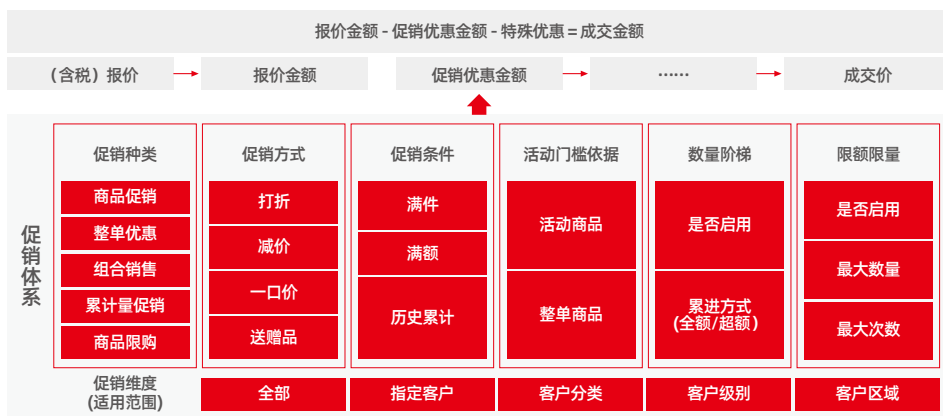 报价金额 - 促销优惠金额 - 特殊优惠 = 成交金额
（含税）报价
报价金额
促销优惠金额
……
成交价
促销体系
促销种类
商品促销
整单优惠
组合销售
累计量促销
商品限购
促销方式
打折
减价
一口价
送赠品
促销条件
满件
满额
历史累计
活动门槛依据
活动商品
整单商品
数量阶梯
是否启用
累进方式
(全额/超额）
限额限量
是否启用
最大数量
最大次数
促销维度
(适用范围)
全部
指定客户
客户分类
客户级别
客户区域